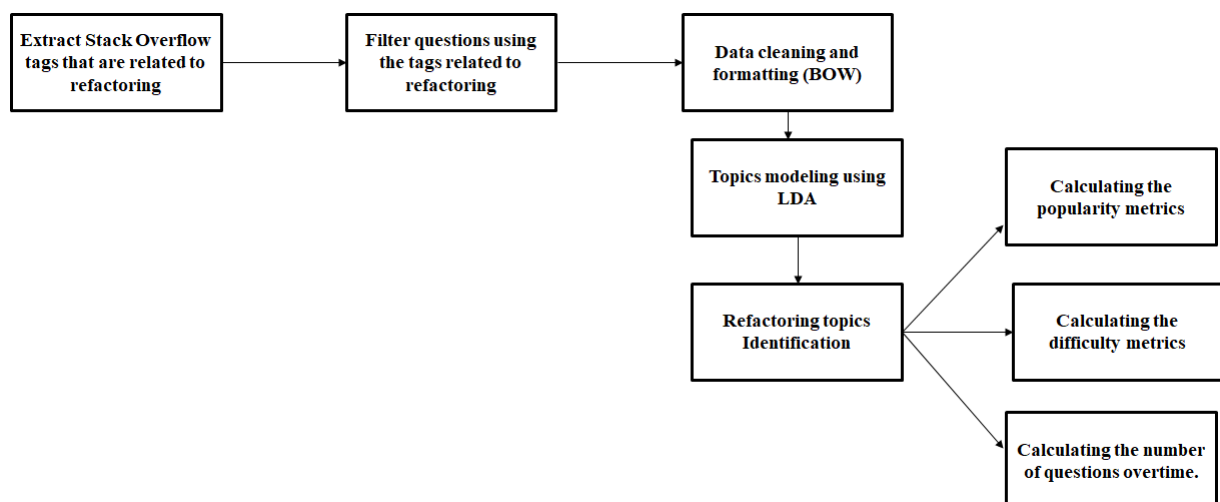 Extract Stack Overflow
tags that are related to
refactoring
Filter questions using
the tags related to
refactoring
Data cleaning and
formatting (BOW)
Topics modeling using
LDA
Refactoring topics
Identification
Calculating the
popularity metrics
Calculating the
difficulty metrics
Calculating the number
of questions overtime.